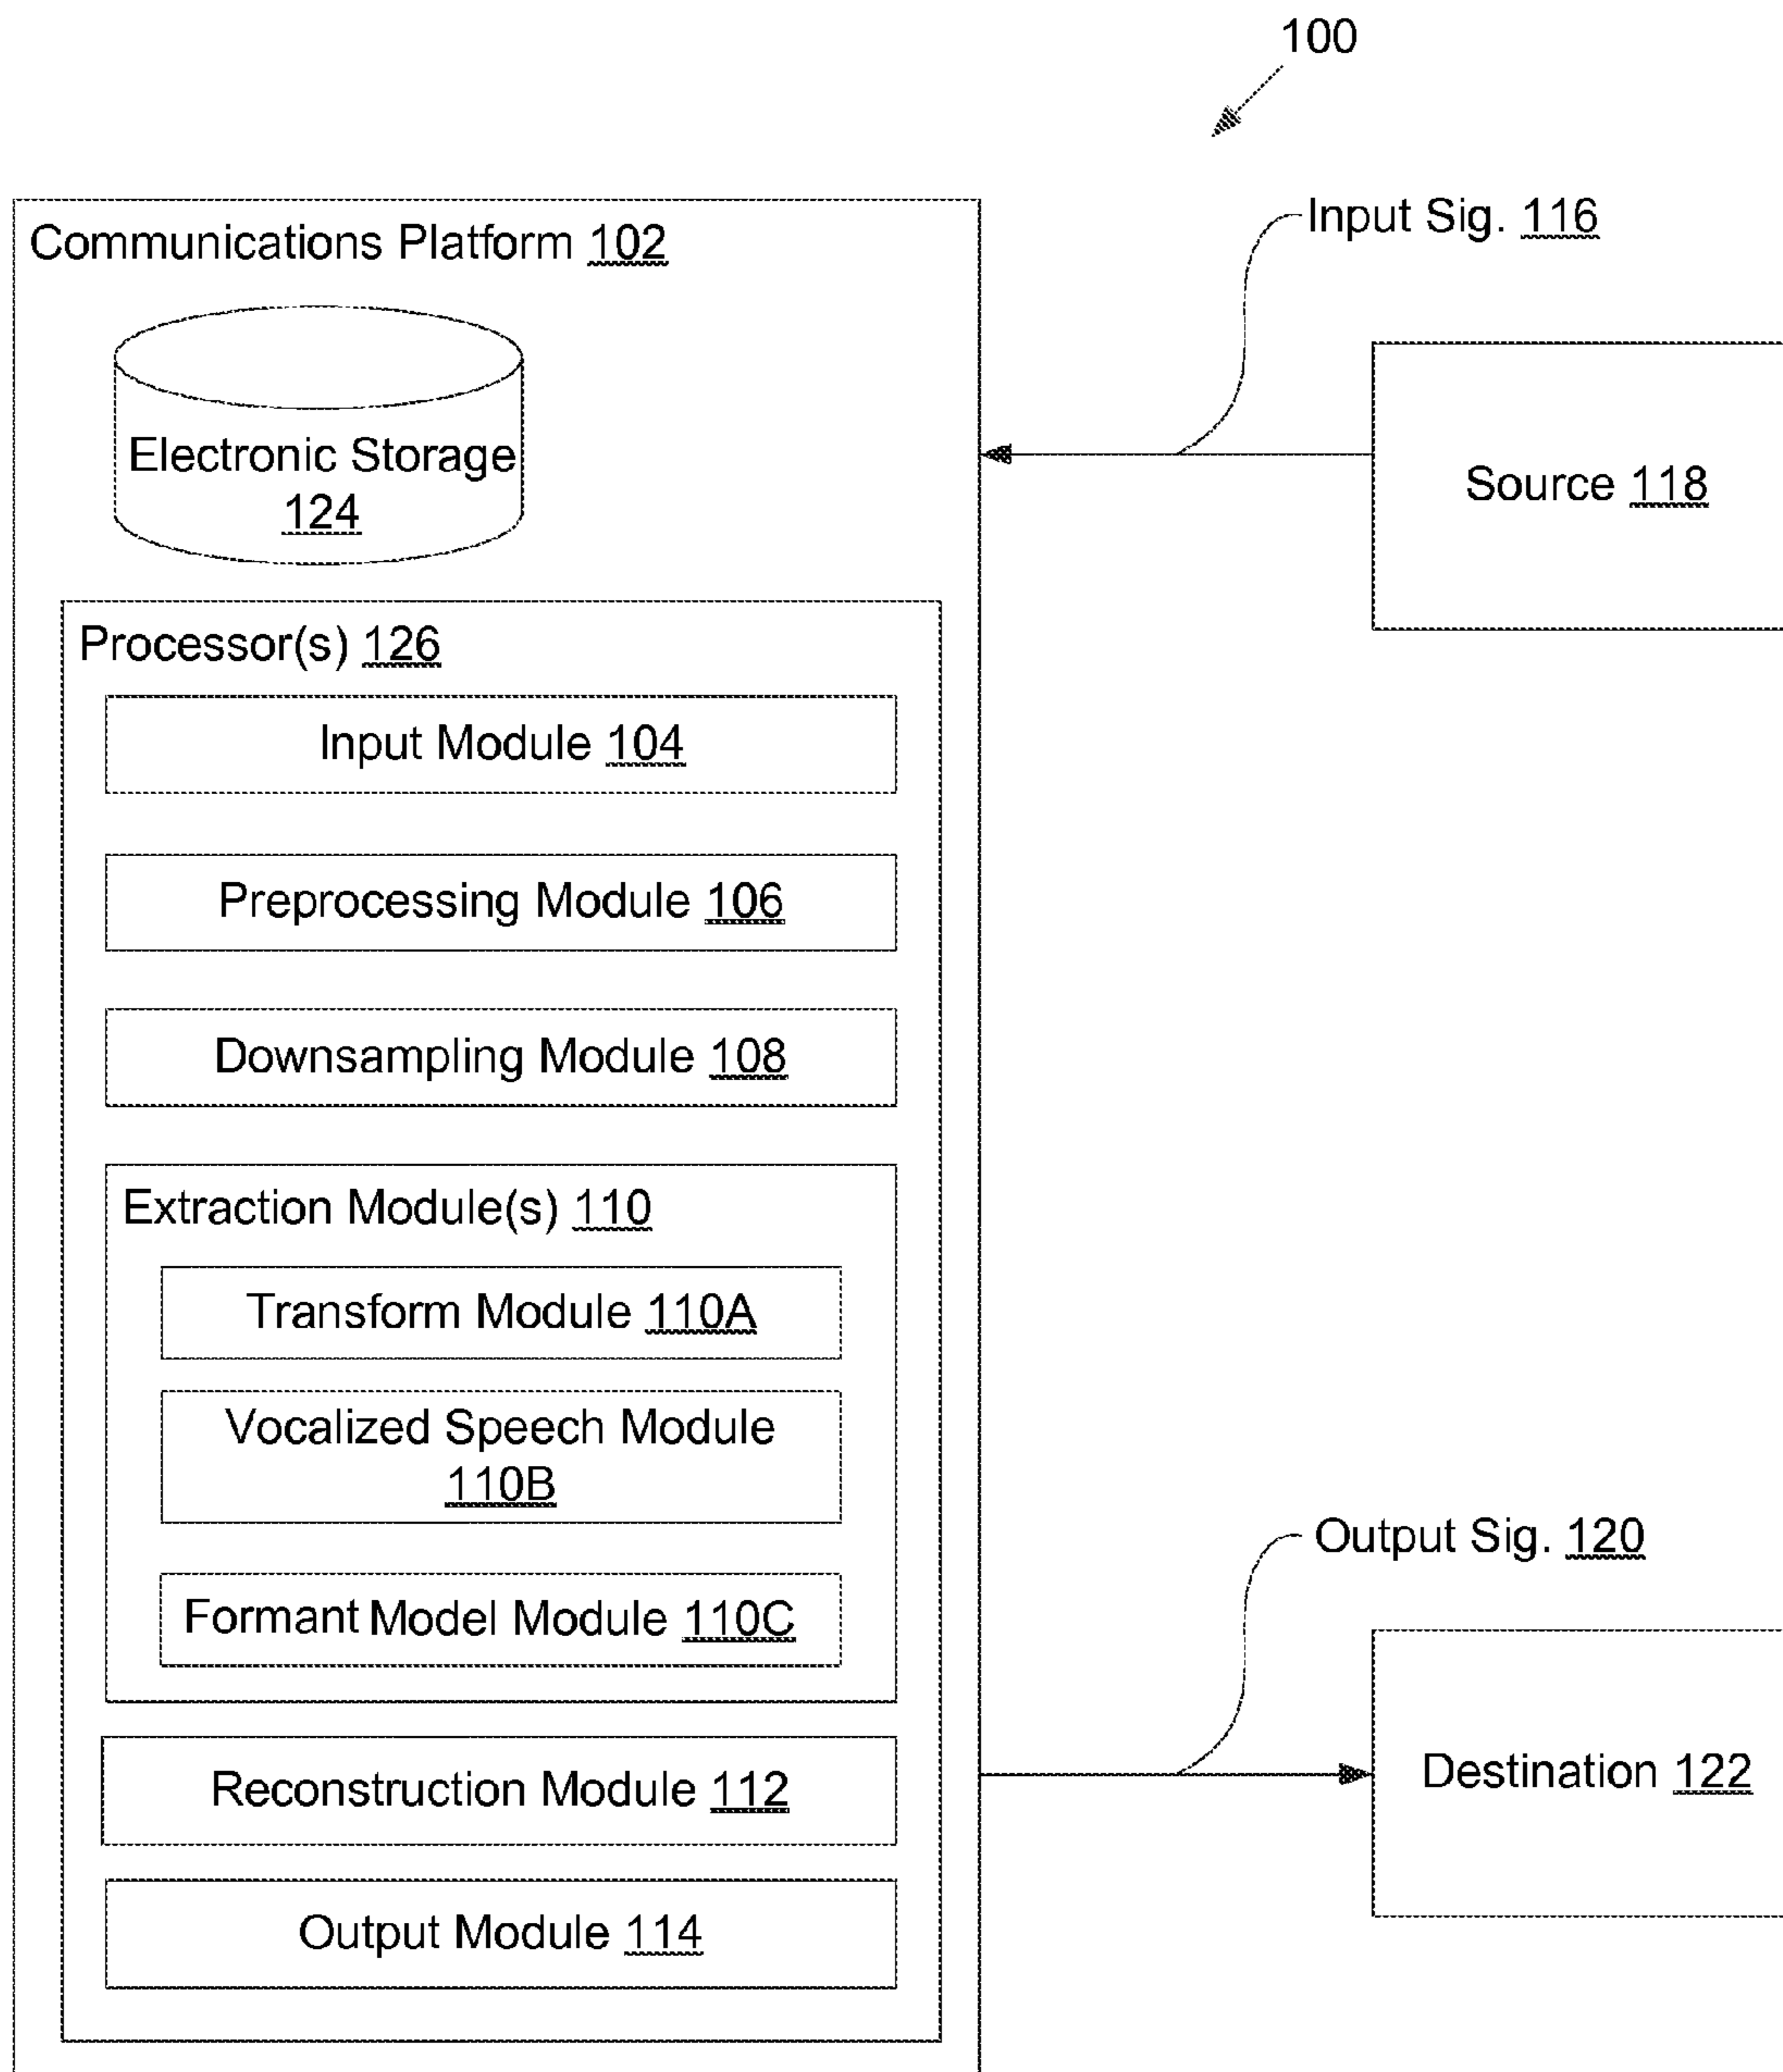 100
Communications Platform 102
Input Sig. 116
Electronic Storage
124
Source 118
Processor(s) 126
Input Module 104
Preprocessing Module 106
Downsampling Module 108
Extraction Module(s) 110
Transform Module 110A
Vocalized Speech Module
110B
Formant Model Module 110C
Output Sig. 120
Reconstruction Module 112
Destination 122
Output Module 114